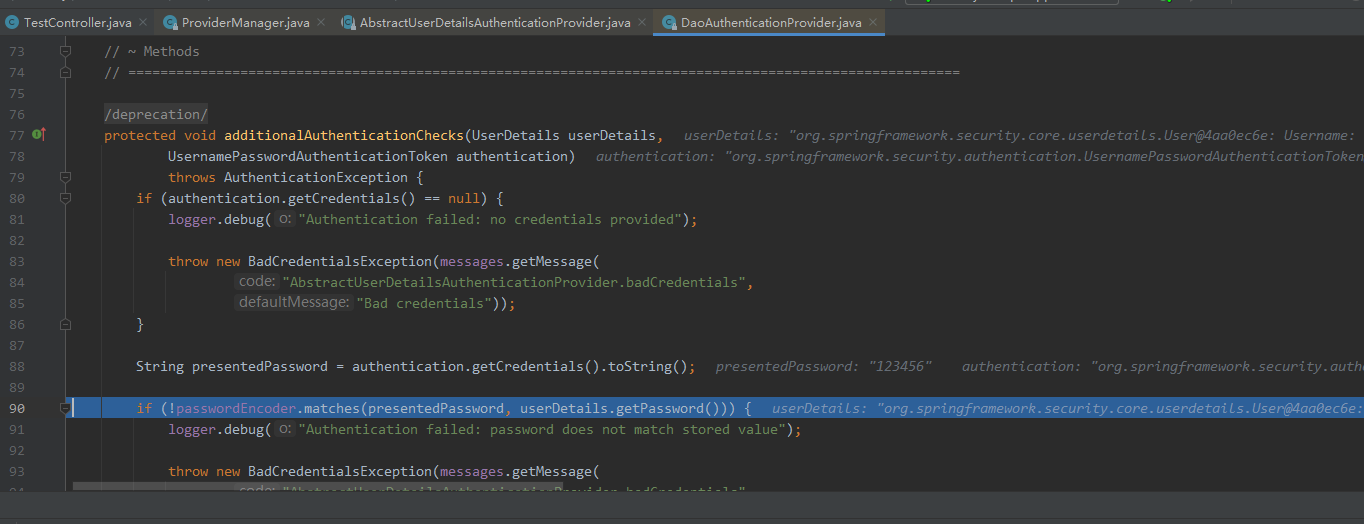 TestController.java ProviderManager.java AbstractUserDetailsAuthenticationProvider.java DaoAuthenticationProvider.java
73 // ~ Methods
74 // ========================================================================================================
75
76 /deprecation/
77 protected void additionalAuthenticationChecks(UserDetails userDetails, userDetails: "org.springframework.security.core.userdetails.User@4aa0ec6e: Username:
78 UsernamePasswordAuthenticationToken authentication) authentication: "org.springframework.security.authentication.UsernamePasswordAuthenticationToken
79 throws AuthenticationException {
80 if (authentication.getCredentials() == null) {
81 logger.debug( o: "Authentication failed: no credentials provided");
82
83 throw new BadCredentialsException(messages.getMessage(
84 code: "AbstractUserDetailsAuthenticationProvider.badCredentials",
85 defaultMessage: "Bad credentials"));
86 }
87
88 String presentedPassword = authentication.getCredentials().toString(); presentedPassword: "123456" authentication: "org.springframework.security.authe
89
90 if (!passwordEncoder.matches(presentedPassword, userDetails.getPassword())) { userDetails: "org.springframework.security.core.userdetails.User@4aa0ec6e:
91 logger.debug( o: "Authentication failed: password does not match stored value");
92
93 throw new BadCredentialsException(messages.getMessage(